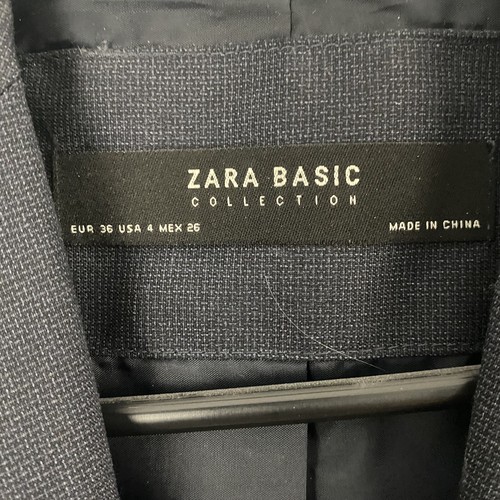 ZARA BASIC
COLLECTION
EUR 36 USA 4 MEX 26
MADE IN CHINA